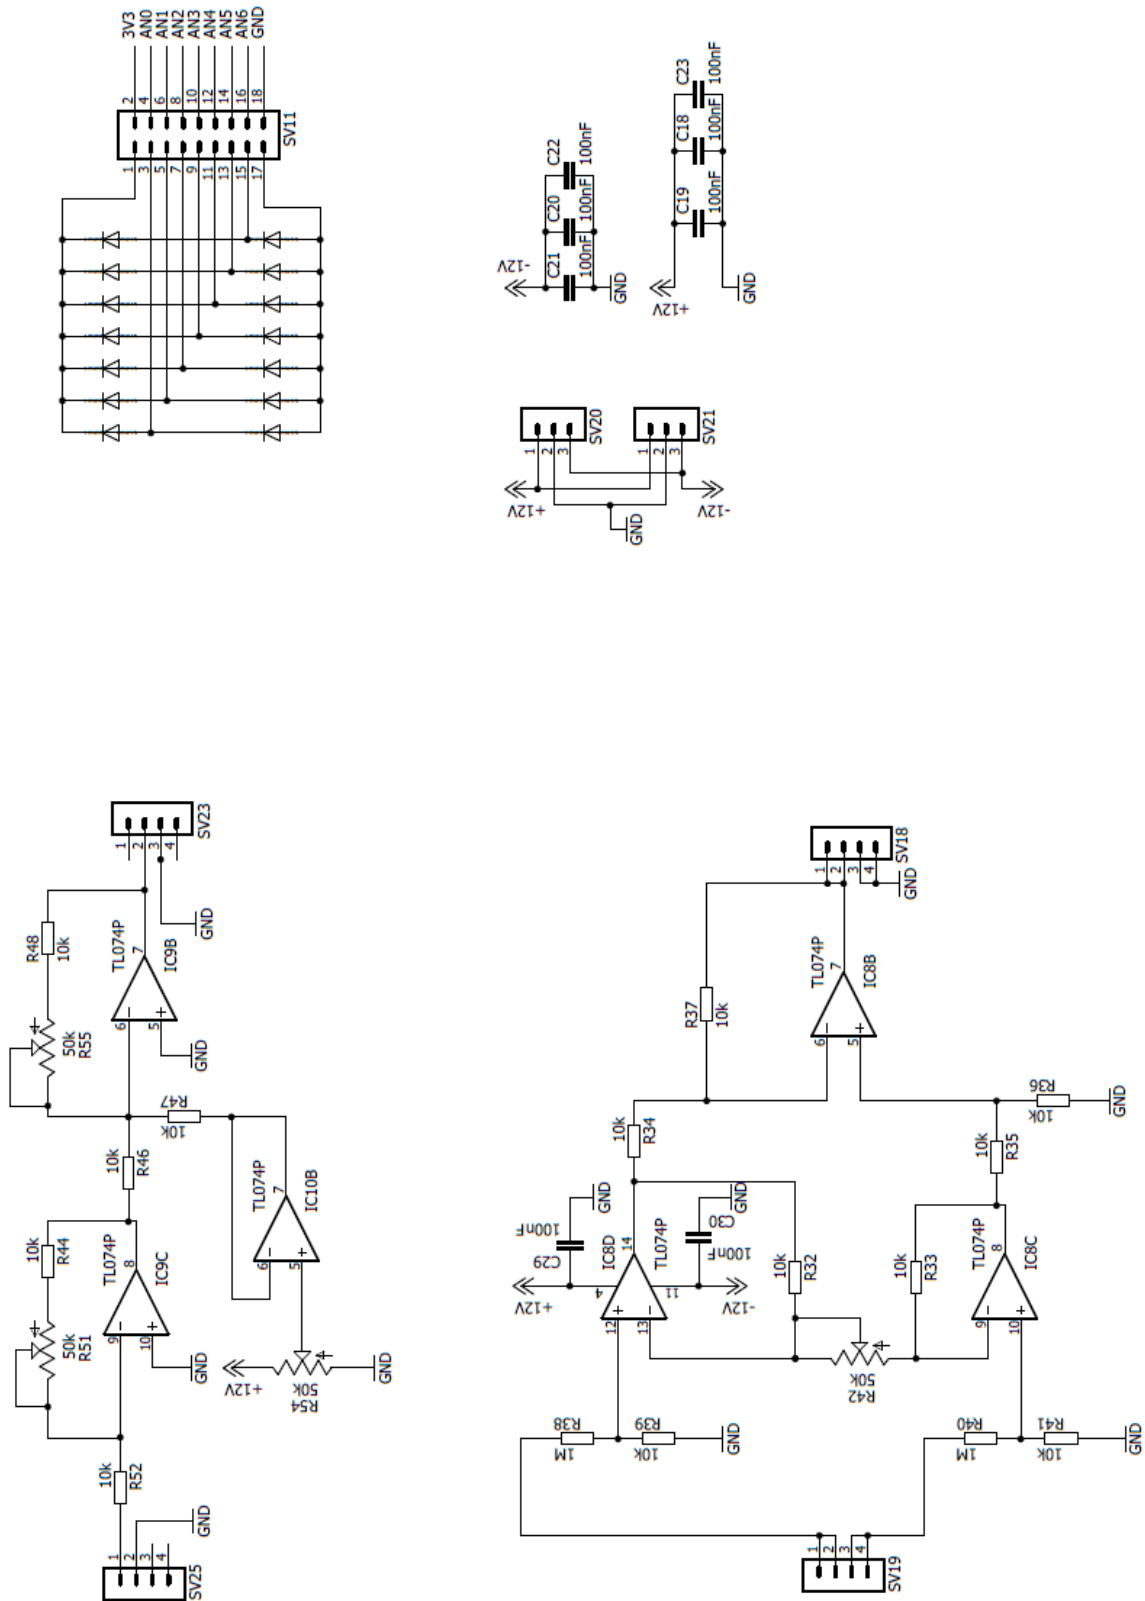 3V3
AN0
AN1
AN2
AN3
AN4
AN5
AN6
GND
2
4
6
8
10
12
14
16
18
SV11
1
3
5
7
9
11
13
15
17
C23
100nF
C18
100nF
C19
100nF
+12V
GND
C22
100nF
C20
100nF
C21
100nF
-12V
GND
SV20
1
2
3
SV21
1
2
3
+12V
-12V
GND
SV23
1
2
3
4
GND
R48
10k
TL074P
7
IC9B
6
5
GND
50k
R55
R47
10k
10k
R46
TL074P
7
IC10B
6
5
10k
R44
TL074P
8
IC9C
9
10
GND
50k
R51
+12V
50k
R54
GND
10k
R52
GND
1
2
3
4
SV25
SV18
1
2
3
4
GND
TL074P
7
IC8B
6
5
R37
10k
R36
10k
GND
10k
R34
10k
R35
GND
100nF
C29
GND
C30
100nF
14
IC8D
TL074P
4
11
12
13
+12V
-12V
10k
R32
10k
R33
TL074P
8
IC8C
9
10
50k
R42
R38
1M
R39
10k
GND
R40
1M
R41
10k
GND
1
2
3
4
SV19